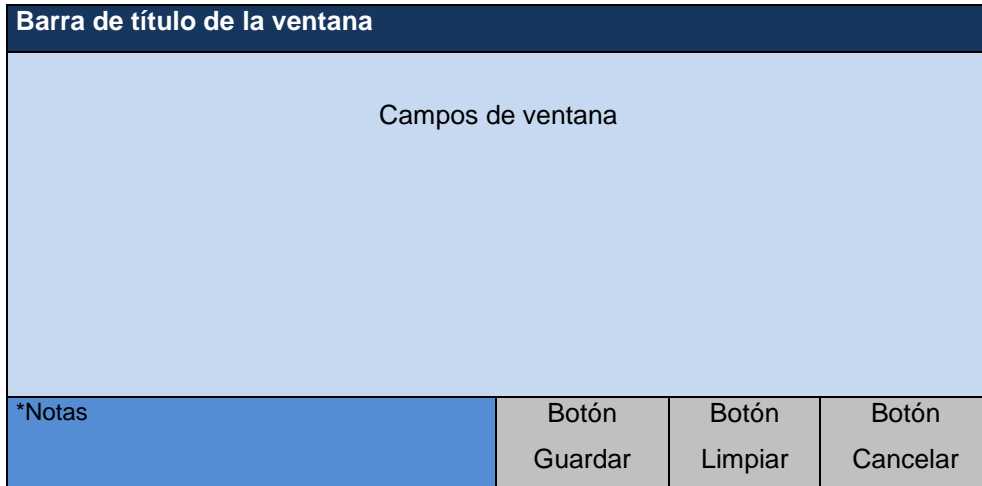 Barra de título de la ventana
Campos de ventana
*Notas
Botón
Guardar
Botón
Limpiar
Botón
Cancelar